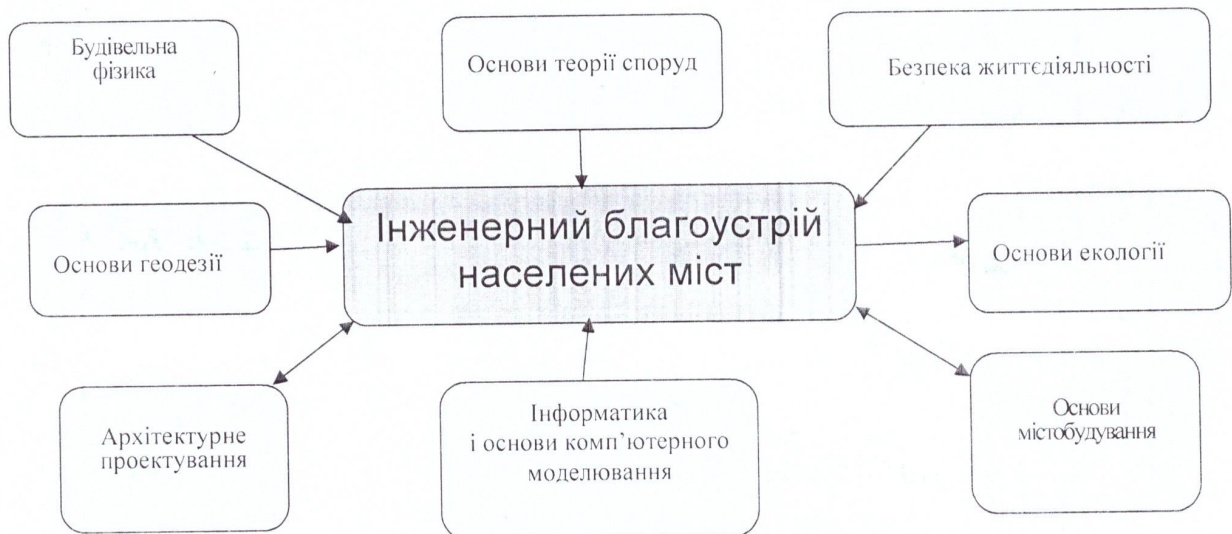 Будівельна
фізика
Основи теорії споруд
Безпека життєдіяльності
Інженерний благоустрій
населених міст
Основи геодезії
Основи екології
Архітектурне
проектування
Інформатика
і основи комп’ютерного
моделювання
Основи
містобудування